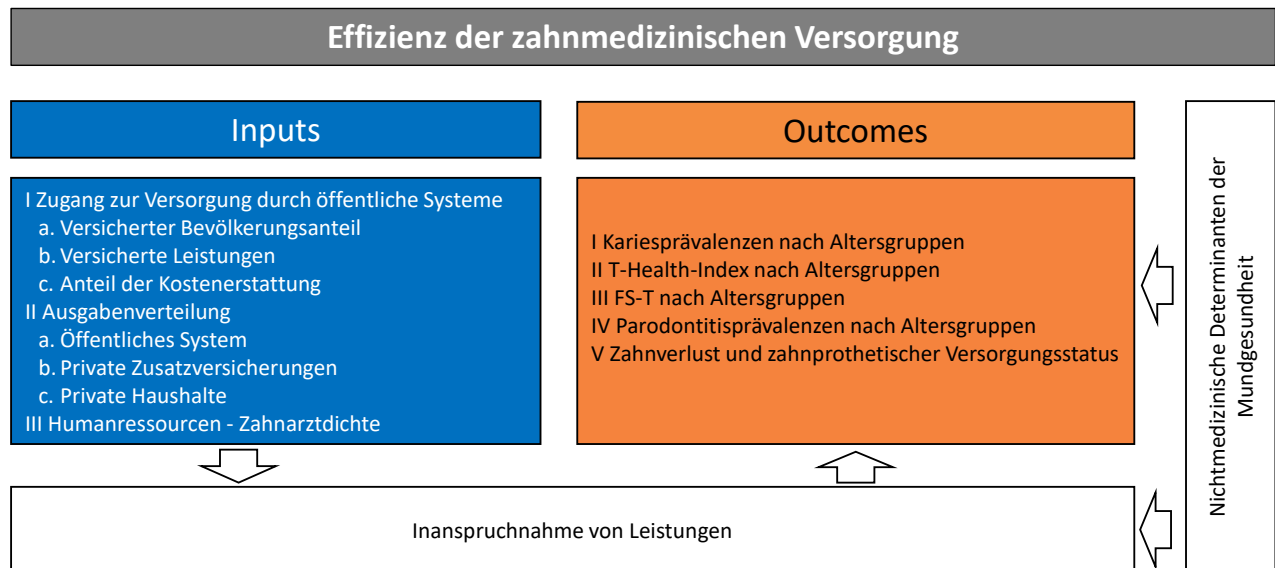 Effizienz der zahnmedizinischen Versorgung
Inputs
I Zugang zur Versorgung durch öffentliche Systeme
a. Versicherter Bevölkerungsanteil
b. Versicherte Leistungen
c. Anteil der Kostenerstattung
II Ausgabenverteilung
a. Öffentliches System
b. Private Zusatzversicherungen
c. Private Haushalte
III Humanressourcen - Zahnarztdichte
Outcomes
I Kariesprävalenzen nach Altersgruppen
II T-Health-Index nach Altersgruppen
III FS-T nach Altersgruppen
IV Parodontitisprävalenzen nach Altersgruppen
V Zahnverlust und zahnprothetischer Versorgungsstatus
Nichtmedizinische Determinanten der
Mundgesundheit
Inanspruchnahme von Leistungen